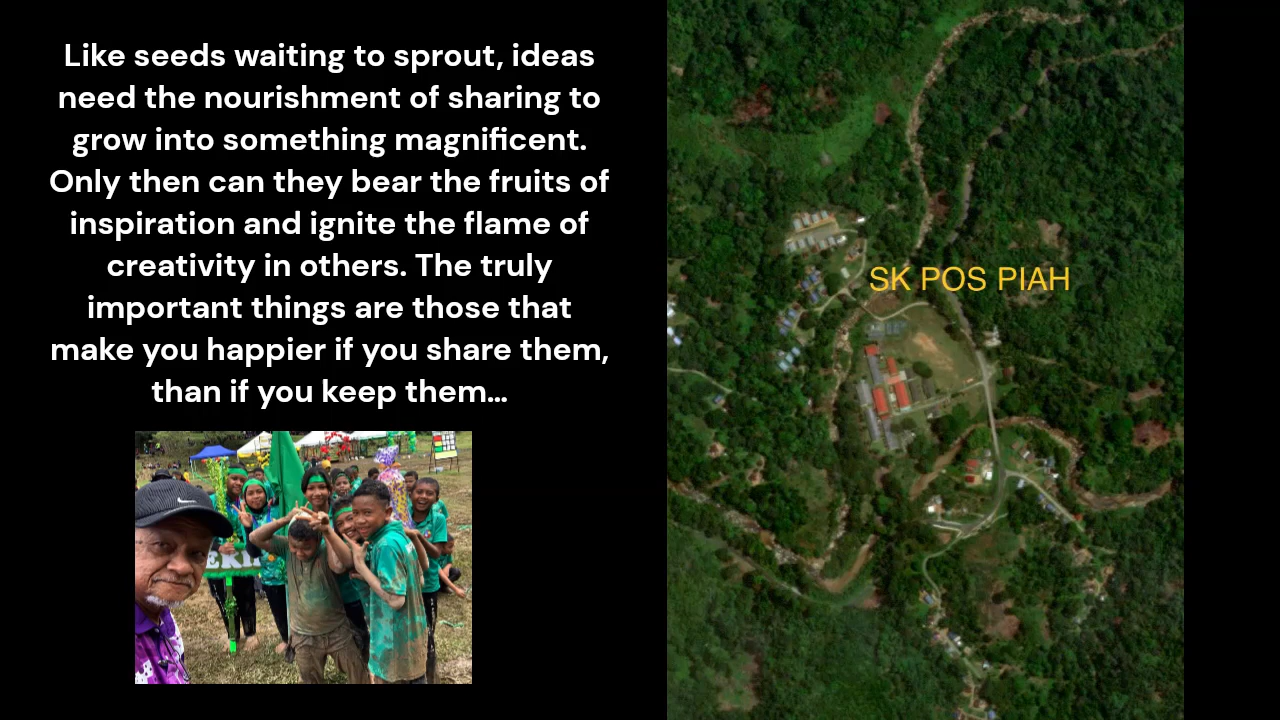 Like seeds waiting to sprout, ideas
need the nourishment of sharing to
grow into something magnificent.
Only then can they bear the fruits of
inspiration and ignite the flame of
creativity in others. The truly
important things are those that
make you happier if you share them,
than if you keep them...
SK POS PIAH